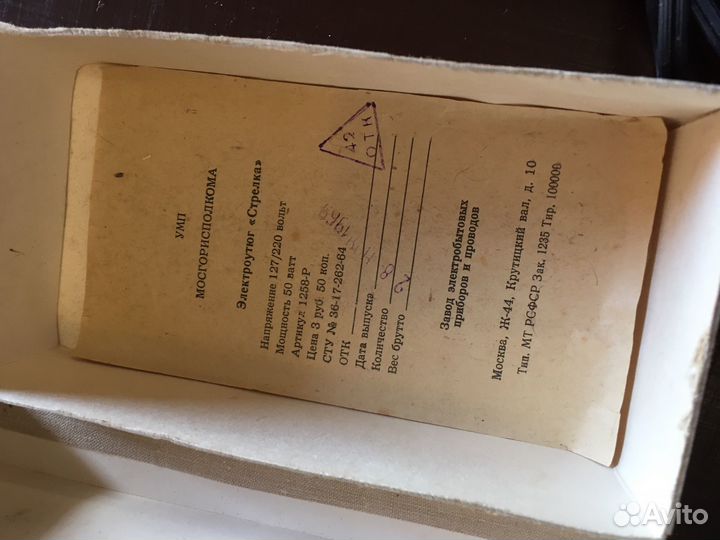 УМП
МОСГОРИСПОЛКОМА
Электроутюг «Стрелка»
Напряжение 127/220 вольт
Мощность 50 ватт
Артикул 1258-Р
Цена 3 руб. 50 коп.
СТУ № 36-17-262-64
ОТК
42
ОТК
Дата выпуска
1969
Количество
Вес брутто
Завод электробытовых
приборов и проводов
Москва, Ж-44, Крутицкий вал, д. 10
Тип. МТ РСФСР Зак. 1235 Тир. 100000
Avito